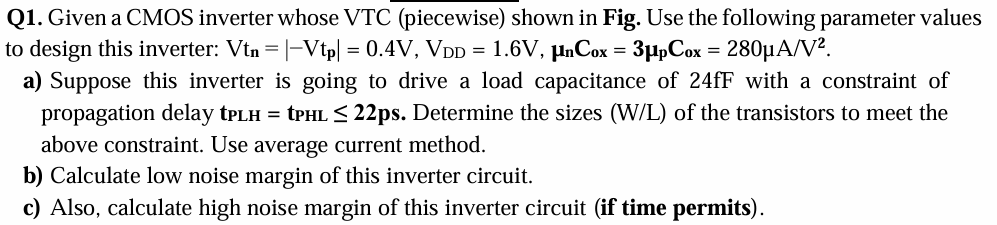 Q1. Given a CMOS inverter whose VTC (piecewise) shown in Fig. Use the following parameter values
to design this inverter: Vtn = |−Vtp| = 0.4V, VDD = 1.6V, μnCox = 3μpCox = 280μA/V².
a) Suppose this inverter is going to drive a load capacitance of 24fF with a constraint of
propagation delay tPLH = tPHL ≤ 22ps. Determine the sizes (W/L) of the transistors to meet the
above constraint. Use average current method.
b) Calculate low noise margin of this inverter circuit.
c) Also, calculate high noise margin of this inverter circuit (if time permits).